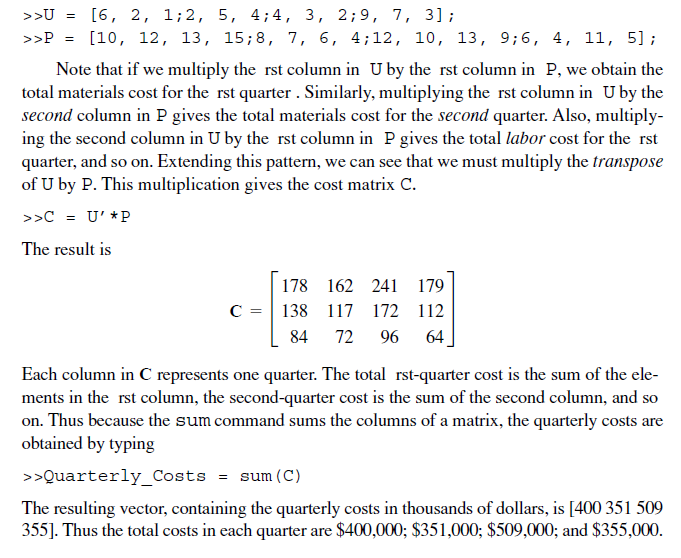 >>U = [6, 2, 1;2, 5, 4;4, 3, 2;9, 7, 3];
>>P = [10, 12, 13, 15;8, 7, 6, 4;12, 10, 13, 9;6, 4, 11, 5];
Note that if we multiply the rst column in U by the rst column in P, we obtain the
total materials cost for the rst quarter . Similarly, multiplying the rst column in U by the
second column in P gives the total materials cost for the second quarter. Also, multiply-
ing the second column in U by the rst column in P gives the total labor cost for the rst
quarter, and so on. Extending this pattern, we can see that we must multiply the transpose
of U by P. This multiplication gives the cost matrix C.
>>C = U'*P
The result is
178 162 241 179
C = 138 117 172 112
84 72 96 64
Each column in C represents one quarter. The total rst-quarter cost is the sum of the ele-
ments in the rst column, the second-quarter cost is the sum of the second column, and so
on. Thus because the sum command sums the columns of a matrix, the quarterly costs are
obtained by typing
>>Quarterly_Costs = sum(C)
The resulting vector, containing the quarterly costs in thousands of dollars, is [400 351 509
355]. Thus the total costs in each quarter are $400,000; $351,000; $509,000; and $355,000.